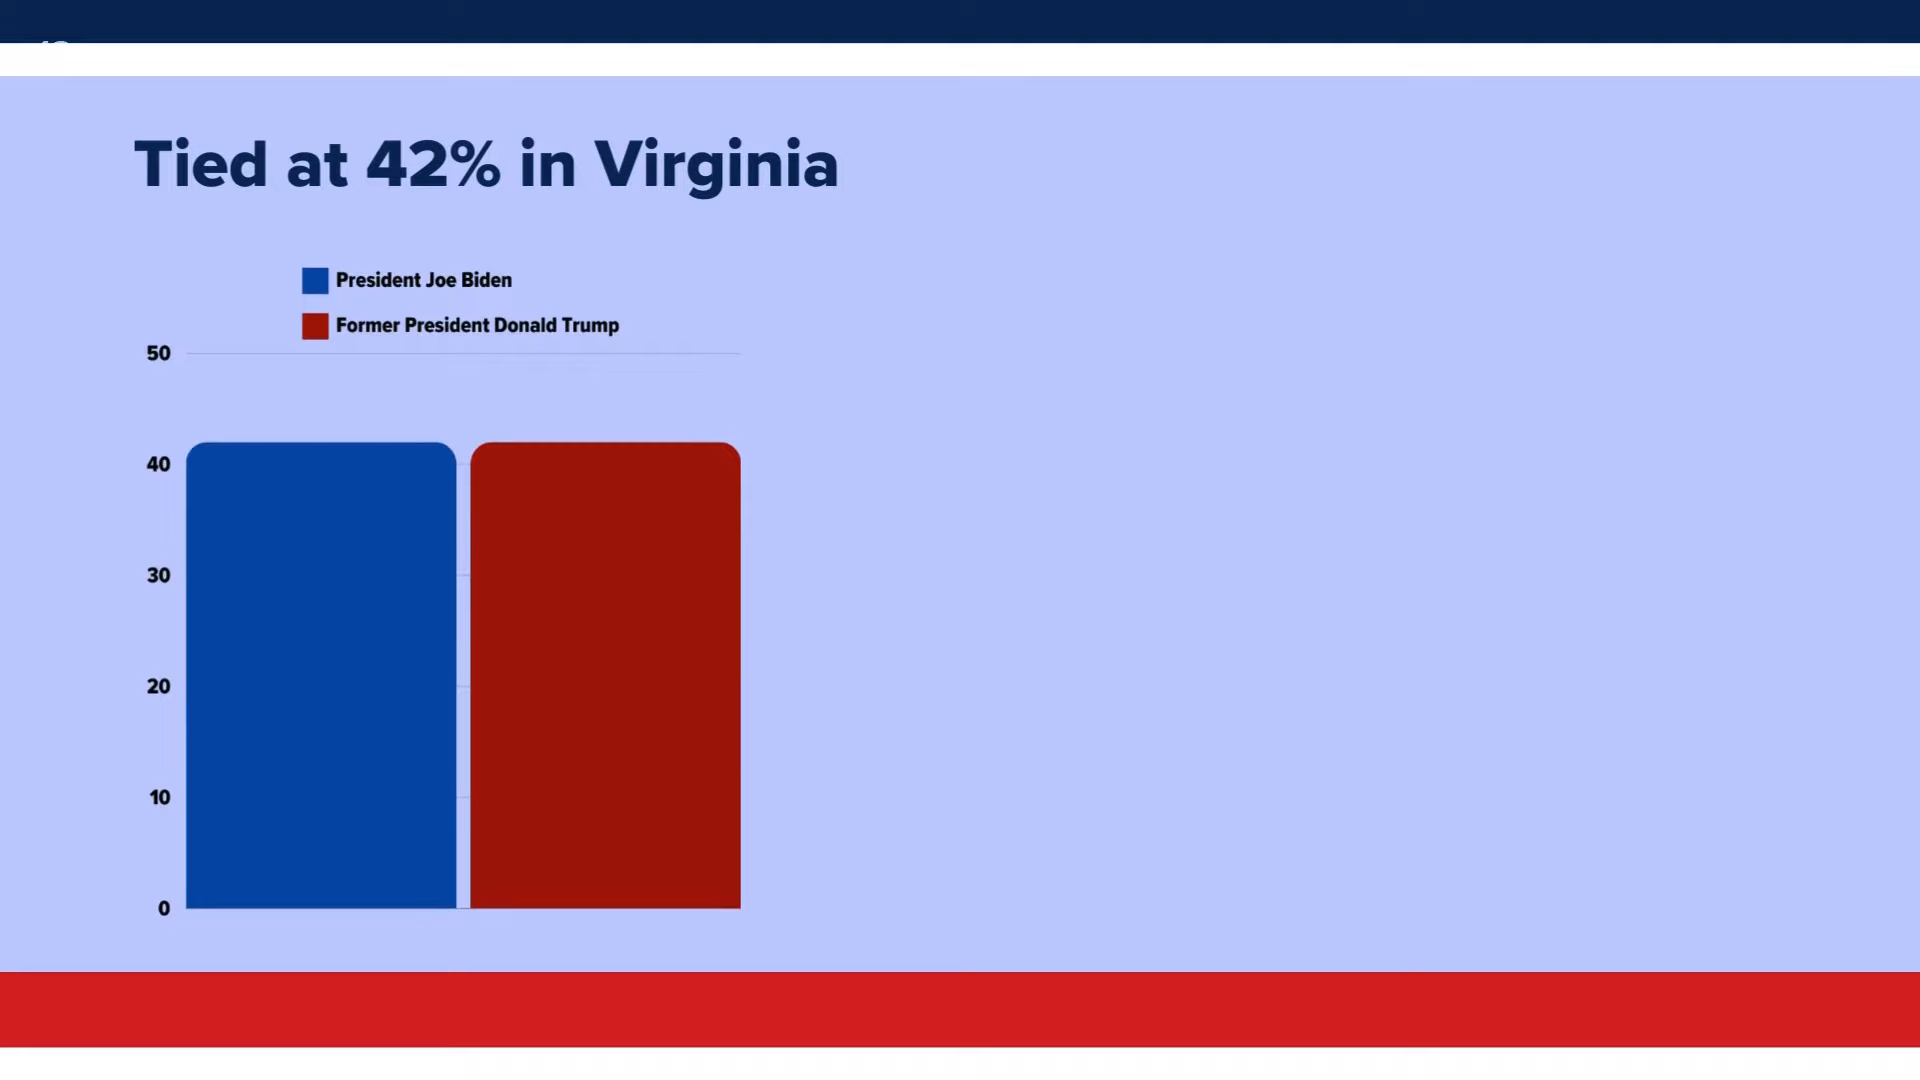 Tied at 42% in Virginia
President Joe Biden
Former President Donald Trump
50
40
30
20
10
0